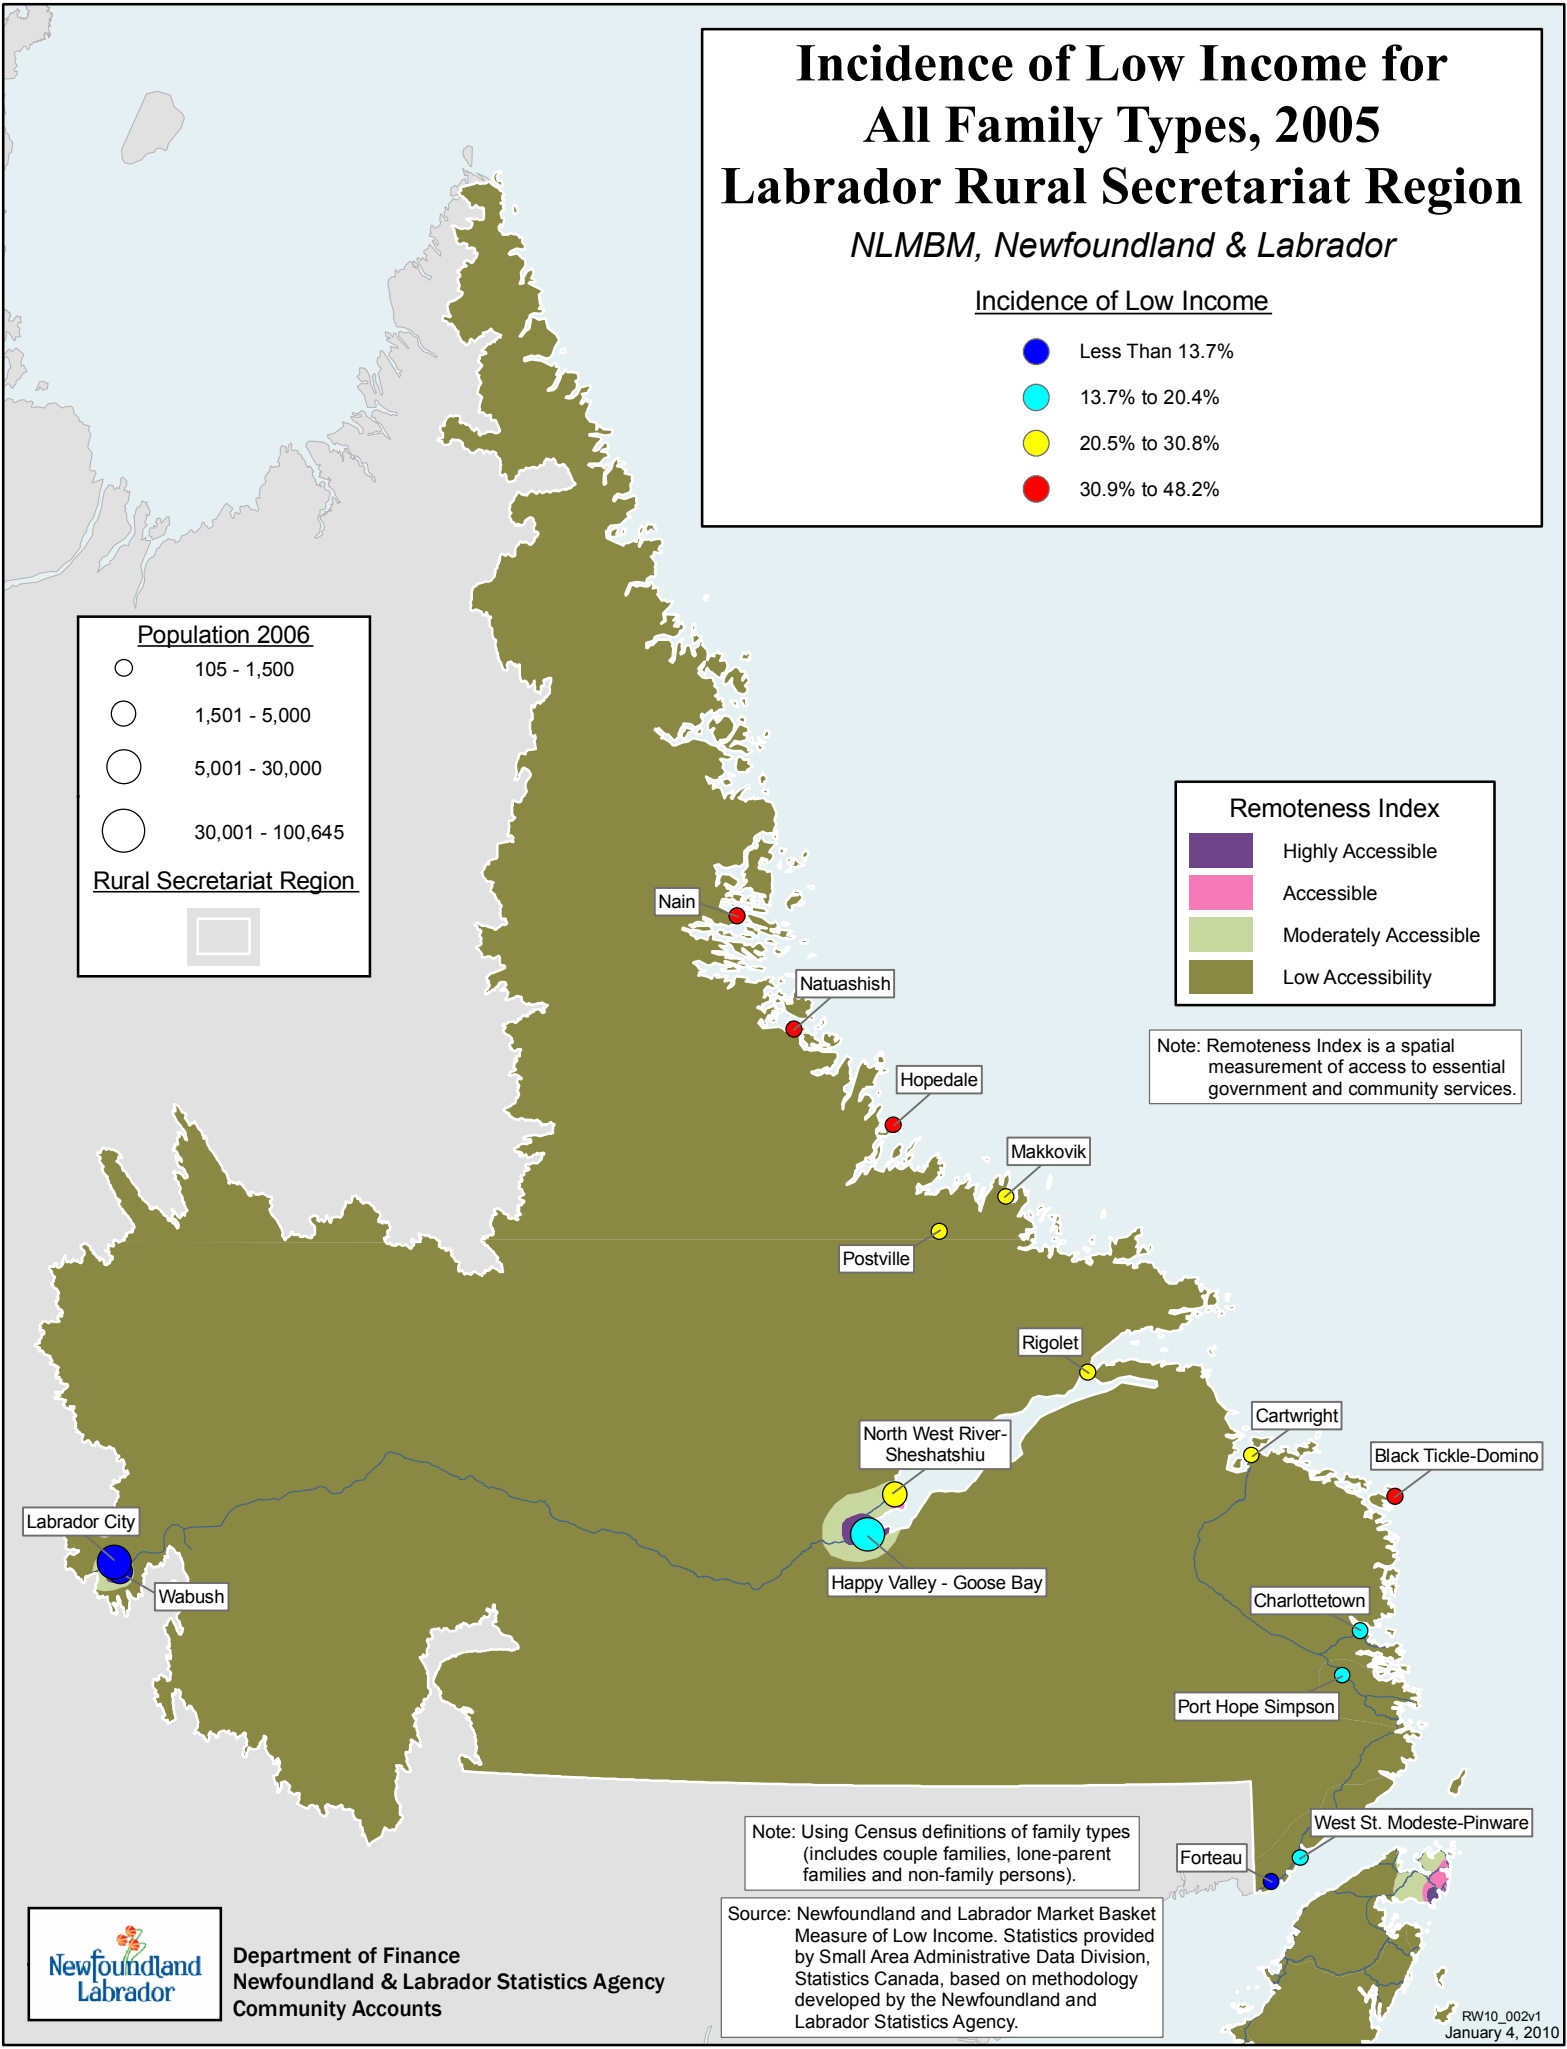 Incidence of Low Income for
All Family Types, 2005
Labrador Rural Secretariat Region
NLMBM, Newfoundland & Labrador
Incidence of Low Income
Less Than 13.7%
13.7% to 20.4%
20.5% to 30.8%
30.9% to 48.2%
Population 2006
105 - 1,500
1,501 - 5,000
5,001 - 30,000
30,001 - 100,645
Rural Secretariat Region
Remoteness Index
Highly Accessible
Accessible
Moderately Accessible
Low Accessibility
Note: Remoteness Index is a spatial
measurement of access to essential
government and community services.
Nain
Natuashish
Hopedale
Makkovik
Postville
Rigolet
Cartwright
North West River-
Sheshatshiu
Black Tickle-Domino
Labrador City
Wabush
Happy Valley - Goose Bay
Charlottetown
Port Hope Simpson
West St. Modeste-Pinware
Forteau
Note: Using Census definitions of family types
(includes couple families, lone-parent
families and non-family persons).
Source: Newfoundland and Labrador Market Basket
Measure of Low Income. Statistics provided
by Small Area Administrative Data Division,
Statistics Canada, based on methodology
developed by the Newfoundland and
Labrador Statistics Agency.
Newfoundland
Labrador
Department of Finance
Newfoundland & Labrador Statistics Agency
Community Accounts
RW10_002v1
January 4, 2010